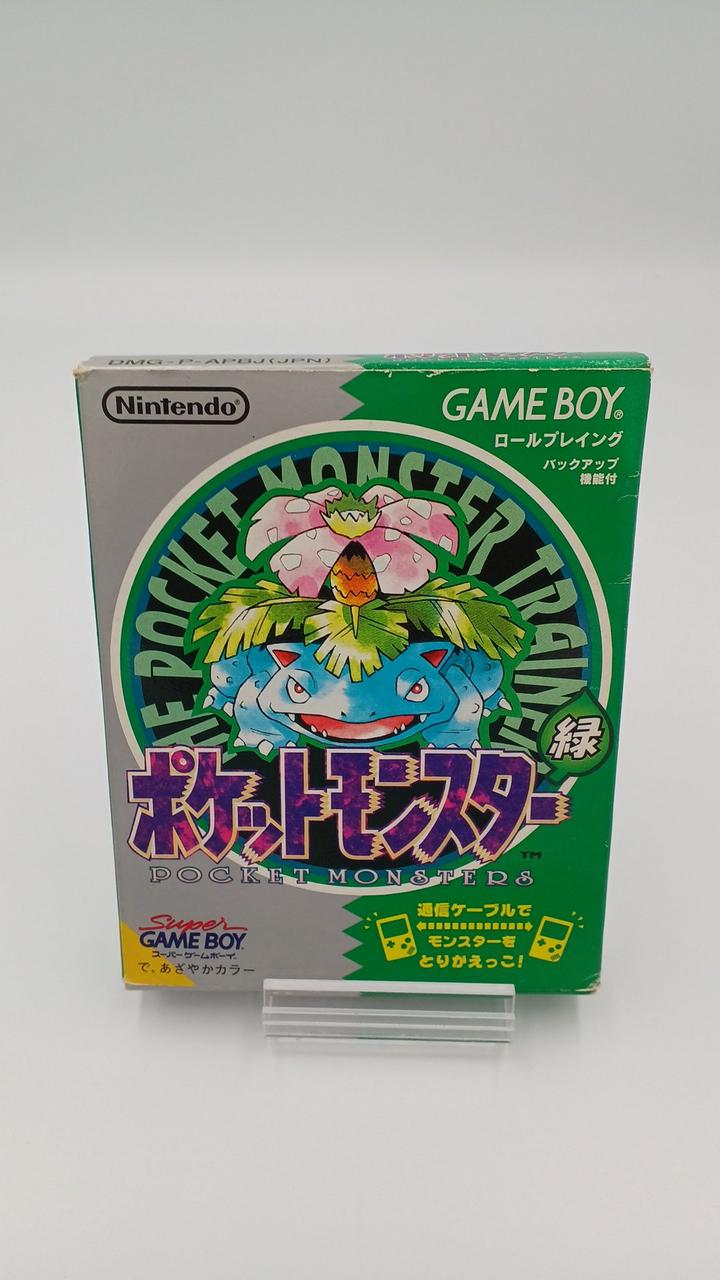 DMG-P-APBJ(JPN)
Nintendo®
GAME BOY®
ロールプレイング
バックアップ
機能付
THE POCKET MONSTER TRAINER
緑
ポケットモンスター
TM
POCKET MONSTERS
Super
GAME BOY
スーパーゲームボーイ
で、あざやかカラー
通信ケーブルで
モンスターを
とりかえっこ!